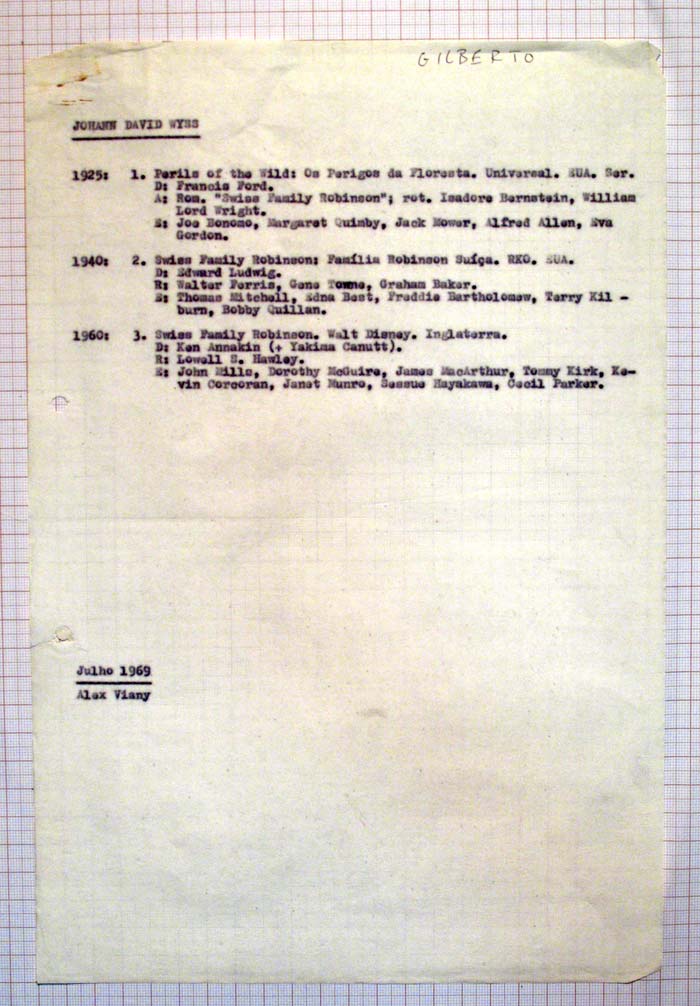 GILBERTO
JOHANN DAVID WYSS
1925: 1. Perils of the Wild: Os Perigos da Floresta. Universal. EUA. Ser.
D: Francis Ford.
A: Rom. "Swiss Family Robinson"; rot. Isadore Bernstein, William
Lord Wright.
E: Joe Bonomo, Margaret Quimby, Jack Mower, Alfred Allen, Eva
Gordon.
1940: 2. Swiss Family Robinson: Família Robinson Suíça. RKO. EUA.
D: Edward Ludwig.
R: Walter Ferris, Gene Towne, Graham Baker.
E: Thomas Mitchell, Edna Best, Freddie Bartholomew, Terry Kil -
burn, Bobby Quillan.
1960: 3. Swiss Family Robinson. Walt Disney. Inglaterra.
D: Ken Annakin (+ Yakima Canutt).
R: Lowell S. Hawley.
E: John Mills, Dorothy McGuire, James MacArthur, Tommy Kirk, Ke-
vin Corcoran, Janet Munro, Sessue Hayakawa, Cecil Parker.
Julho 1969
Alex Viany